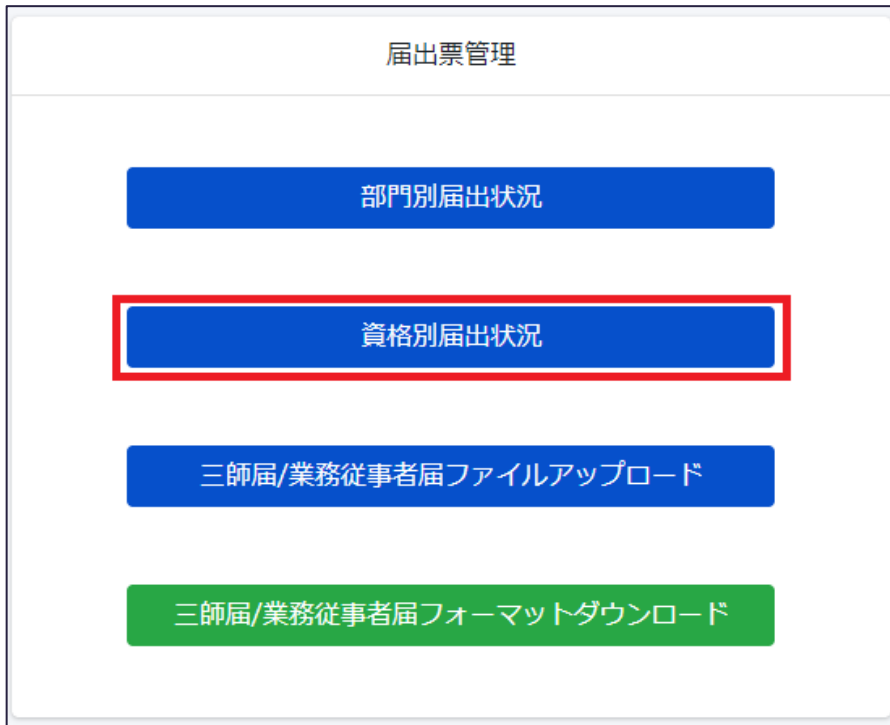 届出票管理
部門別届出状況
資格別届出状況
三師届/業務従事者届ファイルアップロード
三師届/業務従事者届フォーマットダウンロード